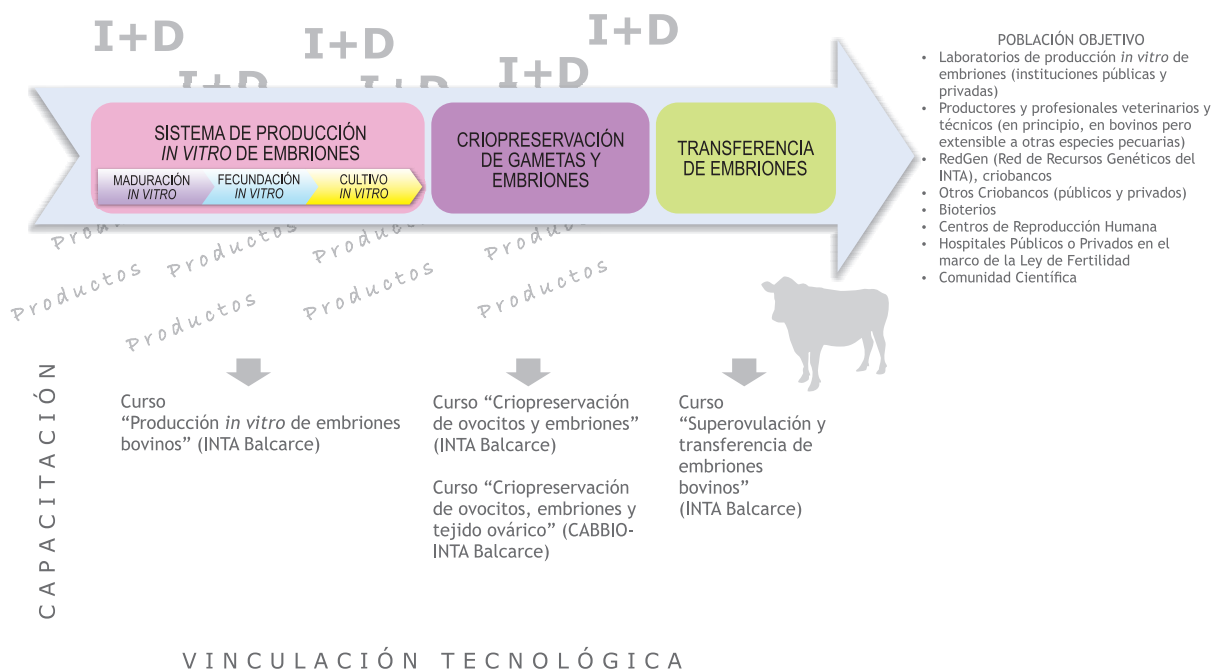 I+D
I+D
I+D
I+D
I+D
SISTEMA DE PRODUCCIÓN
IN VITRO DE EMBRIONES
MADURACIÓN
IN VITRO
FECUNDACIÓN
IN VITRO
CULTIVO
IN VITRO
CRIOPRESERVACIÓN
DE GAMETAS Y
EMBRIONES
TRANSFERENCIA
DE EMBRIONES
POBLACIÓN OBJETIVO
• Laboratorios de producción in vitro de
embriones (instituciones públicas y
privadas)
• Productores y profesionales veterinarios y
técnicos (en principio, en bovinos pero
extensible a otras especies pecuarias)
• RedGen (Red de Recursos Genéticos del
INTA), criobancos
• Otros Criobancos (públicos y privados)
• Bioterios
• Centros de Reproducción Humana
• Hospitales Públicos o Privados en el
marco de la Ley de Fertilidad
• Comunidad Científica
Productos
Productos
Productos
Productos
Productos
Productos
Productos
Productos
CAPACITACIÓN
Curso
“Producción in vitro de embriones
bovinos” (INTA Balcarce)
Curso “Criopreservación
de ovocitos y embriones”
(INTA Balcarce)
Curso “Criopreservación
de ovocitos, embriones y
tejido ovárico” (CABBIO-
INTA Balcarce)
Curso
“Superovulación y
transferencia de
embriones
bovinos”
(INTA Balcarce)
VINCULACIÓN TECNOLÓGICA